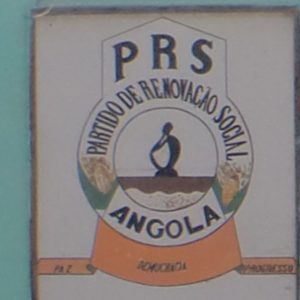 PRS
PARTIDO DE RENOVAÇÃO SOCIAL
ANGOLA
PAZ
DEMOCRACIA
PROGRESSO